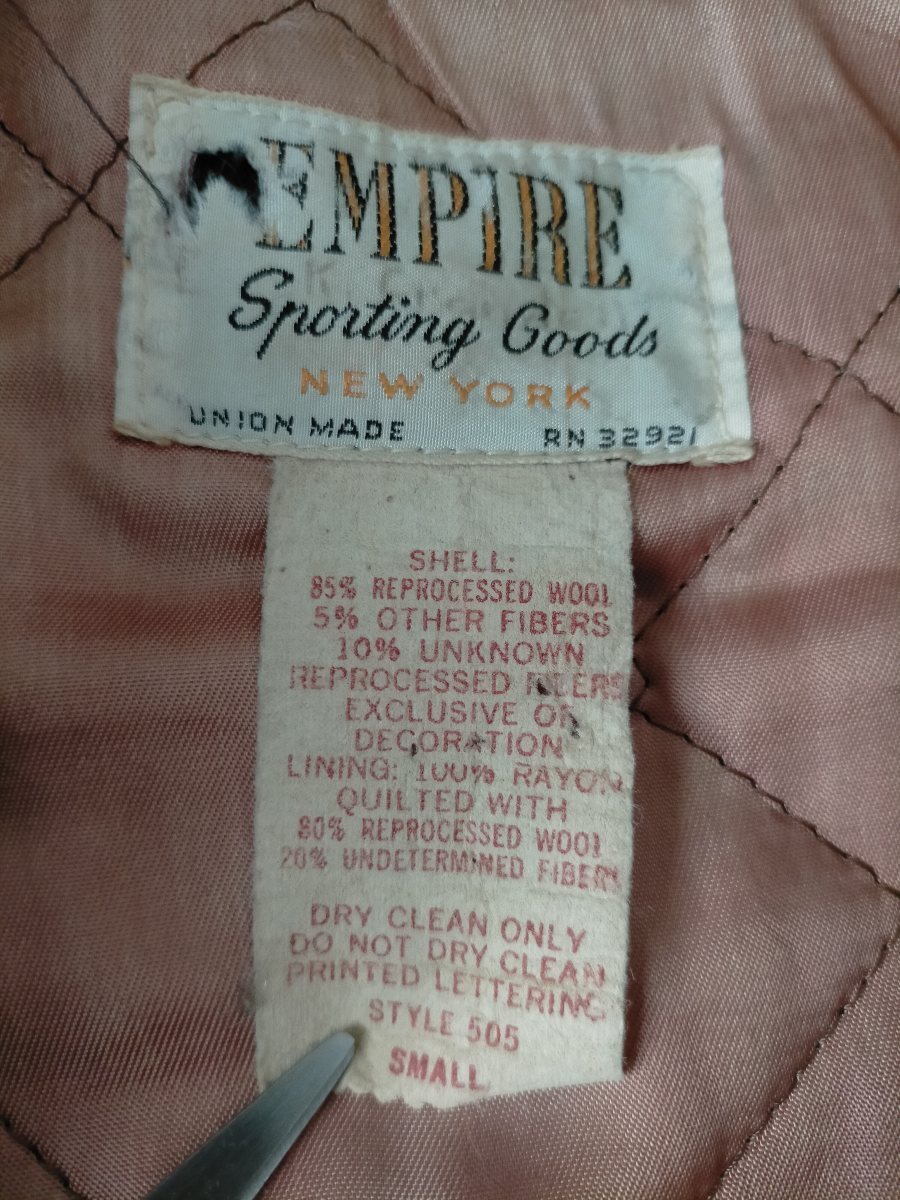 EMPIRE
Sporting Goods
NEW YORK
UNION MADE RN 32921
SHELL:
85% REPROCESSED WOOL
5% OTHER FIBERS
10% UNKNOWN
REPROCESSED FIBERS
EXCLUSIVE OF
DECORATION
LINING: 100% RAYON
QUILTED WITH
80% REPROCESSED WOOL
20% UNDETERMINED FIBERS
DRY CLEAN ONLY
DO NOT DRY CLEAN
PRINTED LETTERING
STYLE 505
SMALL